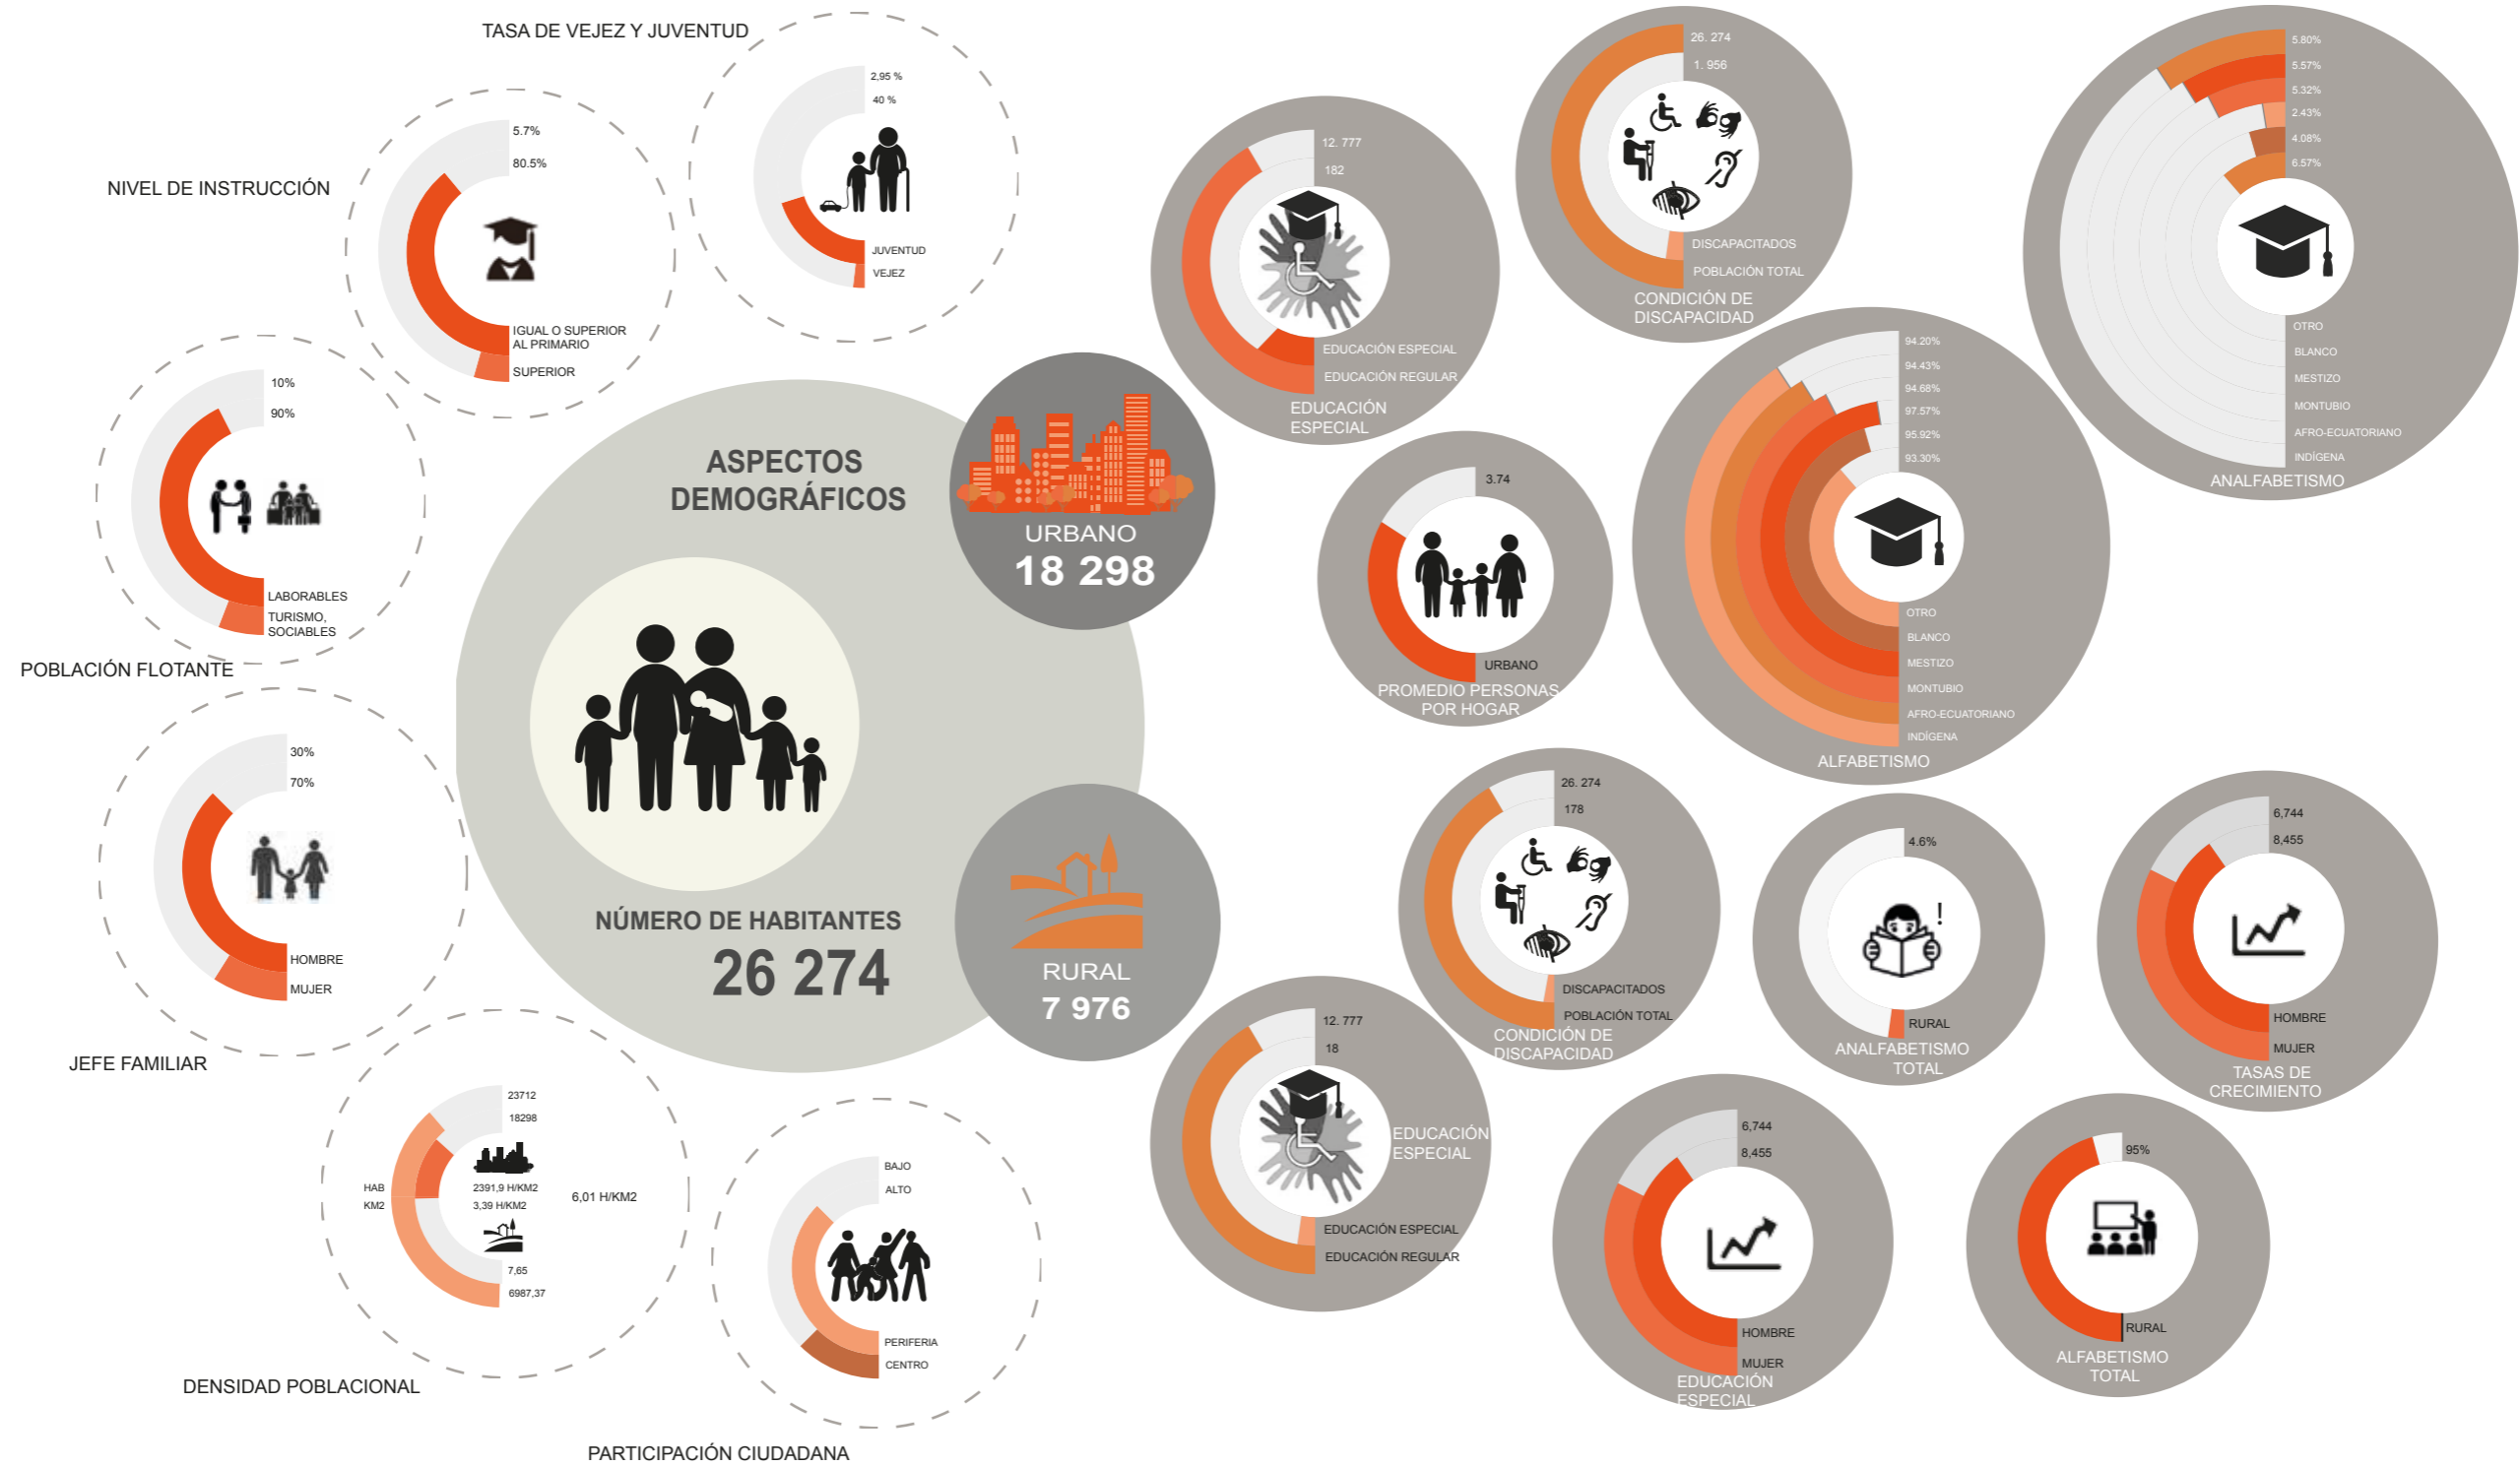 TASA DE VEJEZ Y JUVENTUD
2,95 %
40 %
JUVENTUD
VEJEZ
NIVEL DE INSTRUCCIÓN
5.7%
80.5%
IGUAL O SUPERIOR
AL PRIMARIO
SUPERIOR
10%
90%
LABORABLES
TURISMO,
SOCIABLES
POBLACIÓN FLOTANTE
30%
70%
HOMBRE
MUJER
JEFE FAMILIAR
23712
18298
HAB
KM2
2391,9 H/KM2
3,39 H/KM2
6,01 H/KM2
7,65
6987,37
DENSIDAD POBLACIONAL
BAJO
ALTO
PERIFERIA
CENTRO
PARTICIPACIÓN CIUDADANA
ASPECTOS
DEMOGRÁFICOS
NÚMERO DE HABITANTES
26 274
URBANO
18 298
RURAL
7 976
12. 777
182
EDUCACIÓN ESPECIAL
EDUCACIÓN REGULAR
EDUCACIÓN
ESPECIAL
26. 274
1. 956
DISCAPACITADOS
POBLACIÓN TOTAL
CONDICIÓN DE
DISCAPACIDAD
5.80%
5.57%
5.32%
2.43%
4.08%
6.57%
OTRO
BLANCO
MESTIZO
MONTUBIO
AFRO-ECUATORIANO
INDÍGENA
ANALFABETISMO
3.74
URBANO
PROMEDIO PERSONAS
POR HOGAR
94.20%
94.43%
94.68%
97.57%
95.92%
93.30%
OTRO
BLANCO
MESTIZO
MONTUBIO
AFRO-ECUATORIANO
INDÍGENA
ALFABETISMO
26. 274
178
DISCAPACITADOS
POBLACIÓN TOTAL
CONDICIÓN DE
DISCAPACIDAD
4.6%
!
RURAL
ANALFABETISMO
TOTAL
6,744
8,455
HOMBRE
MUJER
TASAS DE
CRECIMIENTO
12. 777
18
EDUCACIÓN
ESPECIAL
EDUCACIÓN ESPECIAL
EDUCACIÓN REGULAR
6,744
8,455
HOMBRE
MUJER
EDUCACIÓN
ESPECIAL
95%
RURAL
ALFABETISMO
TOTAL